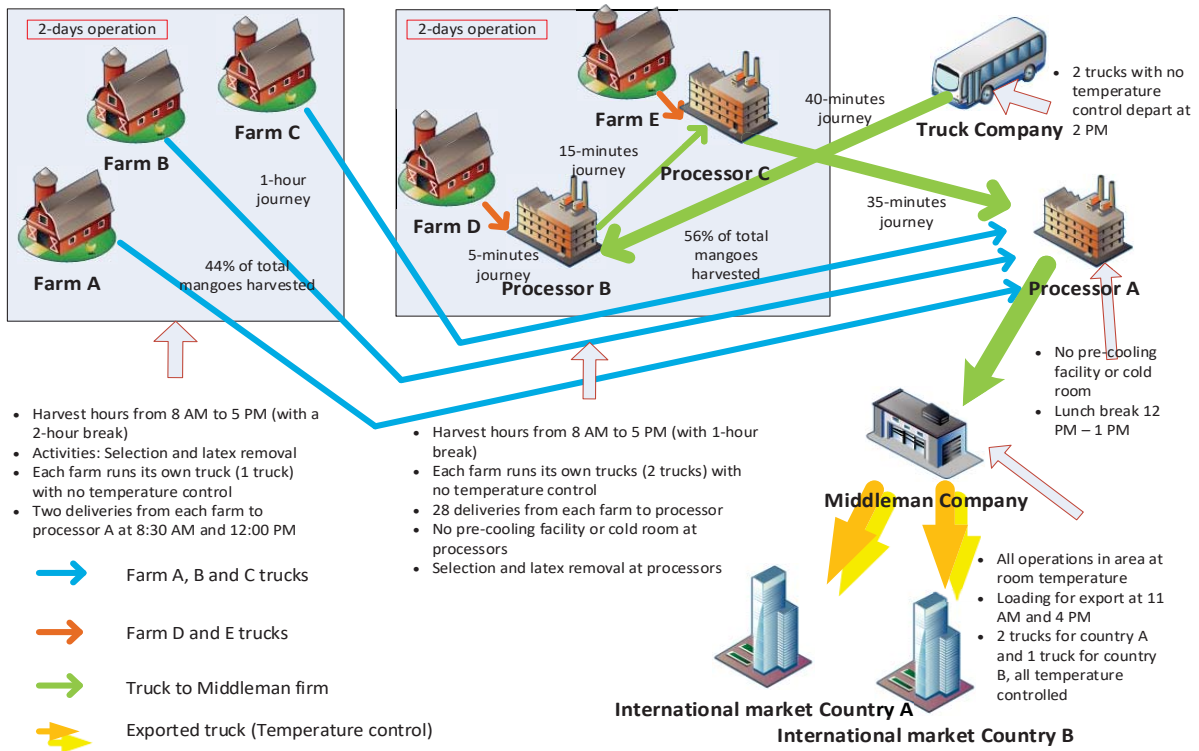 2-days operation
Farm C
Farm B
1-hour
journey
Farm A
44% of total
mangoes harvested
2-days operation
Farm E
15-minutes
journey
Processor C
Farm D
5-minutes
journey
Processor B
56% of total
mangoes
harvested
40-minutes
journey
Truck Company
• 2 trucks with no
temperature
control depart at
2 PM
35-minutes
journey
Processor A
• No pre-cooling
facility or cold
room
• Lunch break 12
PM – 1 PM
• Harvest hours from 8 AM to 5 PM (with a
2-hour break)
• Activities: Selection and latex removal
• Each farm runs its own truck (1 truck)
with no temperature control
• Two deliveries from each farm to
processor A at 8:30 AM and 12:00 PM
• Harvest hours from 8 AM to 5 PM (with 1-hour
break)
• Each farm runs its own trucks (2 trucks) with
no temperature control
• 28 deliveries from each farm to processor
• No pre-cooling facility or cold room at
processors
• Selection and latex removal at processors
Middleman Company
• All operations in area at
room temperature
• Loading for export at 11
AM and 4 PM
• 2 trucks for country A
and 1 truck for country
B, all temperature
controlled
Farm A, B and C trucks
Farm D and E trucks
Truck to Middleman firm
Exported truck (Temperature control)
International market Country A
International market Country B